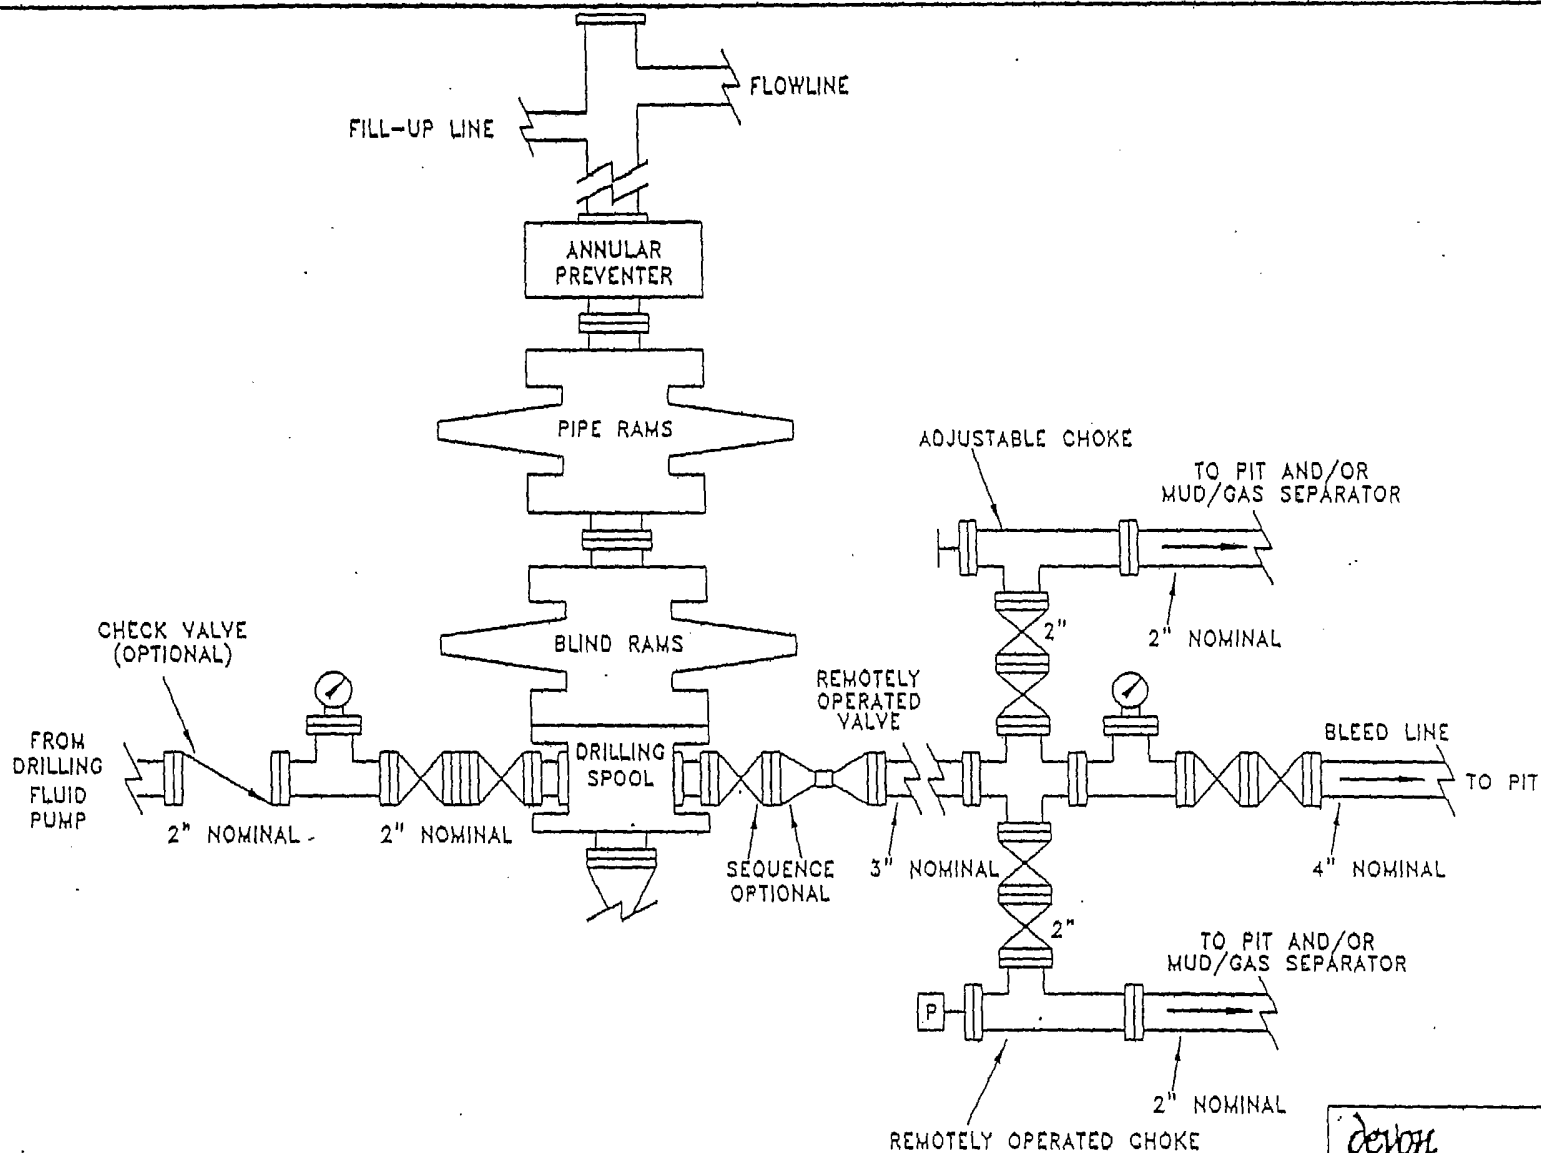 FLOWLINE
FILL-UP LINE
ANNULAR
PREVENTER
PIPE RAMS
ADJUSTABLE CHOKE
TO PIT AND/OR
MUD/GAS SEPARATOR
2"
2" NOMINAL
CHECK VALVE
(OPTIONAL)
BLIND RAMS
REMOTELY
OPERATED
VALVE
FROM
DRILLING
FLUID
PUMP
DRILLING
SPOOL
BLEED LINE
TO PIT
2" NOMINAL
2" NOMINAL
SEQUENCE
OPTIONAL
3" NOMINAL
4" NOMINAL
2"
TO PIT AND/OR
MUD/GAS SEPARATOR
P
2" NOMINAL
REMOTELY OPERATED CHOKE
devon